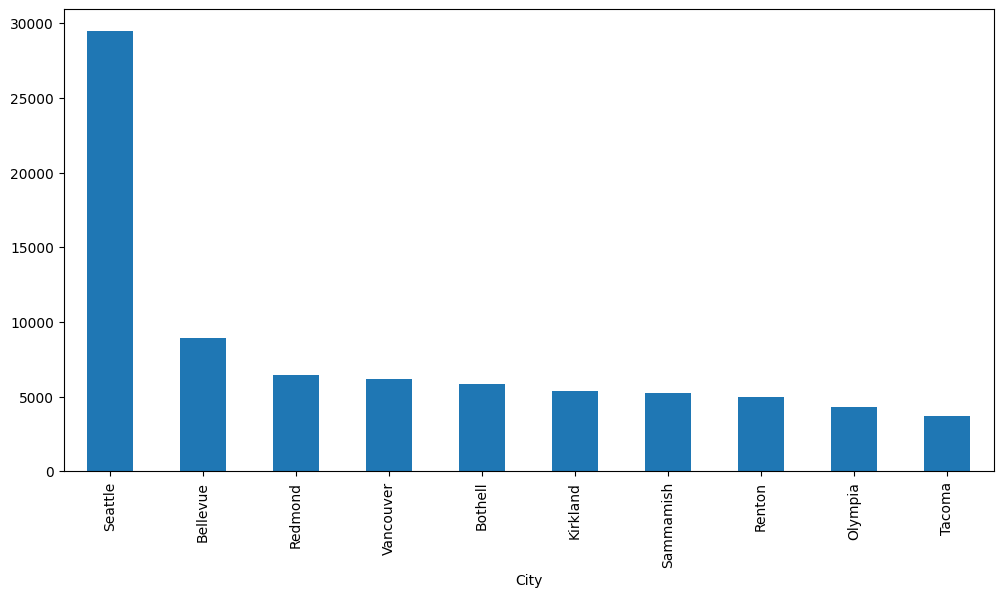 30000
25000
20000
15000
10000
5000
0
Seattle
Bellevue
Redmond
Vancouver
Bothell
Kirkland
Sammamish
Renton
Olympia
Tacoma
City